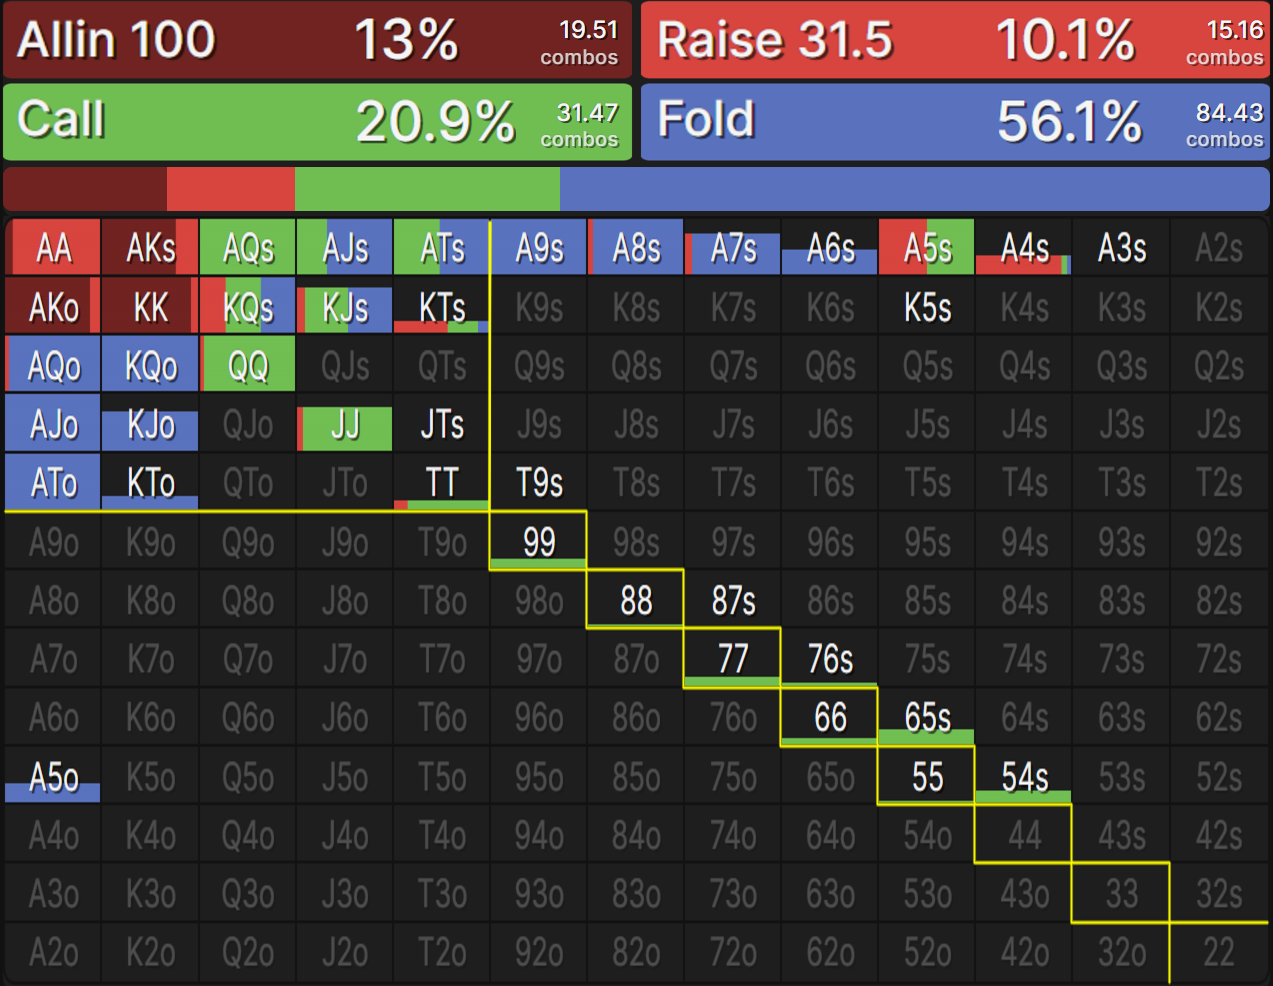 Allin 100 13% 19.51 combos Raise 31.5 10.1% 15.16 combos
Call 20.9% 31.47 combos Fold 56.1% 84.43 combos
AA AKs AQs AJs ATs A9s A8s A7s A6s A5s A4s A3s A2s
AKo KK KQs KJs KTs K9s K8s K7s K6s K5s K4s K3s K2s
AQo KQo QQ QJs QTs Q9s Q8s Q7s Q6s Q5s Q4s Q3s Q2s
AJo KJo QJo JJ JTs J9s J8s J7s J6s J5s J4s J3s J2s
ATo KTo QTo JTo TT T9s T8s T7s T6s T5s T4s T3s T2s
A9o K9o Q9o J9o T9o 99 98s 97s 96s 95s 94s 93s 92s
A8o K8o Q8o J8o T8o 98o 88 87s 86s 85s 84s 83s 82s
A7o K7o Q7o J7o T7o 97o 87o 77 76s 75s 74s 73s 72s
A6o K6o Q6o J6o T6o 96o 86o 76o 66 65s 64s 63s 62s
A5o K5o Q5o J5o T5o 95o 85o 75o 65o 55 54s 53s 52s
A4o K4o Q4o J4o T4o 94o 84o 74o 64o 54o 44 43s 42s
A3o K3o Q3o J3o T3o 93o 83o 73o 63o 53o 43o 33 32s
A2o K2o Q2o J2o T2o 92o 82o 72o 62o 52o 42o 32o 22